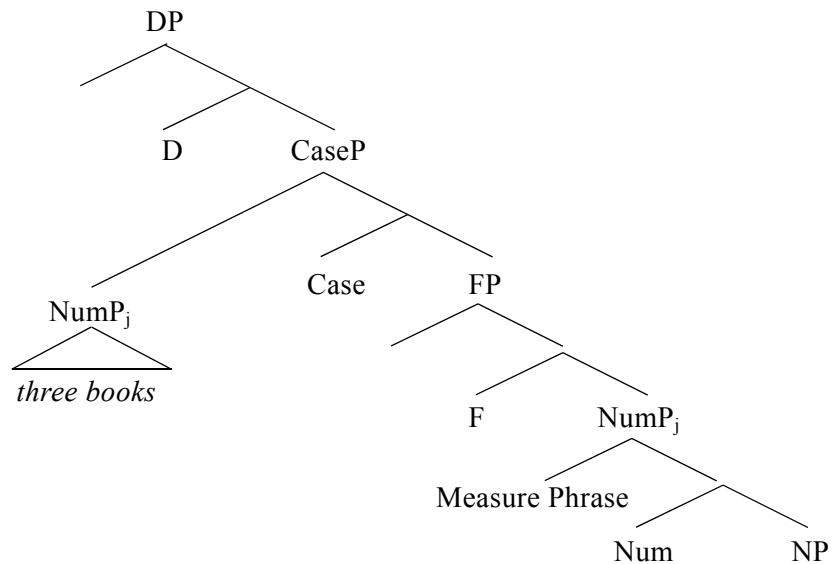 DP
D CaseP
Case FP
NumPj
three books
F NumPj
Measure Phrase
Num NP